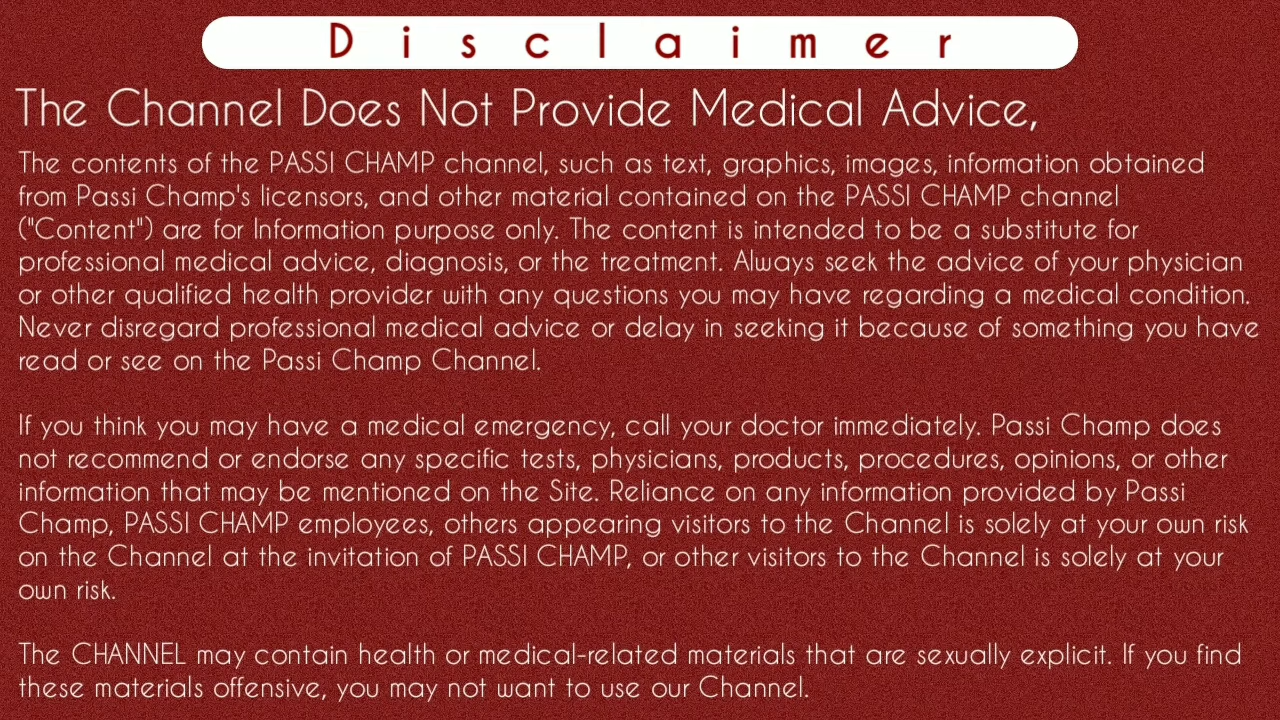 Disclaimer
The Channel Does Not Provide Medical Advice,
The contents of the PASSI CHAMP channel, such as text, graphics, images, information obtained
from Passi Champ's licensors, and other material contained on the PASSI CHAMP channel
("Content") are for Information purpose only. The content is intended to be a substitute for
professional medical advice, diagnosis, or the treatment. Always seek the advice of your physician
or other qualified health provider with any questions you may have regarding a medical condition.
Never disregard professional medical advice or delay in seeking it because of something you have
read or see on the Passi Champ Channel.
If you think you may have a medical emergency, call your doctor immediately. Passi Champ does
not recommend or endorse any specific tests, physicians, products, procedures, opinions, or other
information that may be mentioned on the Site. Reliance on any information provided by Passi
Champ, PASSI CHAMP employees, others appearing visitors to the Channel is solely at your own risk
on the Channel at the invitation of PASSI CHAMP, or other visitors to the Channel is solely at your
own risk.
The CHANNEL may contain health or medical-related materials that are sexually explicit. If you find
these materials offensive, you may not want to use our Channel.